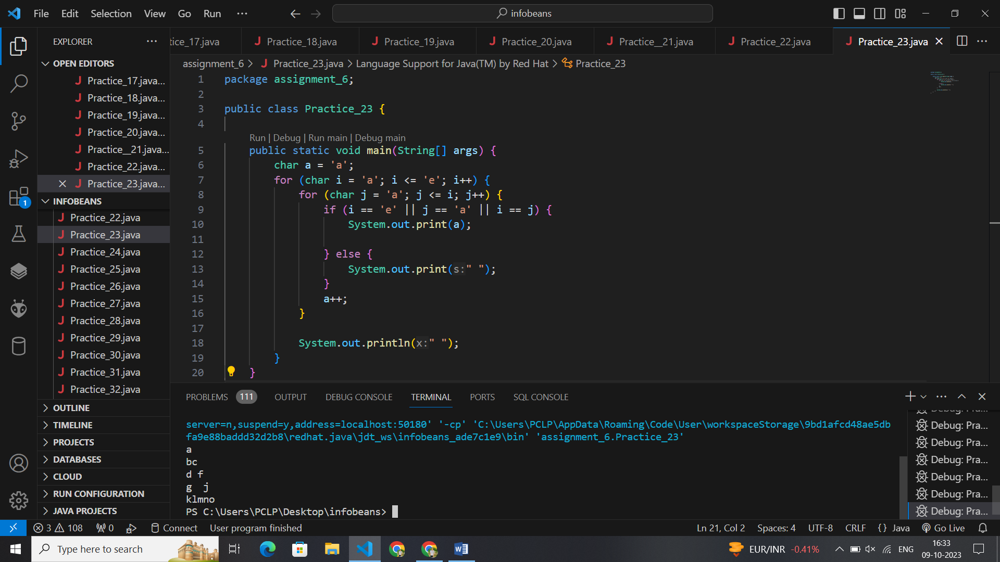 File Edit Selection View Go Run ···
infobeans
EXPLORER ···
tice_17.java J Practice_18.java J Practice_19.java J Practice_20.java J Practice__21.java J Practice_22.java J Practice_23.java
OPEN EDITORS
J Practice_17.java...
J Practice_18.java...
J Practice_19.java...
J Practice_20.java...
J Practice__21.java...
J Practice_22.java...
J Practice_23.java...
INFOBEANS
J Practice_22.java
J Practice_23.java
J Practice_24.java
J Practice_25.java
J Practice_26.java
J Practice_27.java
J Practice_28.java
J Practice_29.java
J Practice_30.java
J Practice_31.java
J Practice_32.java
OUTLINE
TIMELINE
PROJECTS
DATABASES
CLOUD
RUN CONFIGURATION
JAVA PROJECTS
1
assignment_6 > J Practice_23.java > Language Support for Java(TM) by Red Hat > Practice_23
1 package assignment_6;
2
3 public class Practice_23 {
4
Run | Debug | Run main | Debug main
5 public static void main(String[] args) {
6 char a = 'a';
7 for (char i = 'a'; i <= 'e'; i++) {
8 for (char j = 'a'; j <= i; j++) {
9 if (i == 'e' || j == 'a' || i == j) {
10 System.out.print(a);
11
12 } else {
13 System.out.print(s:" ");
14 }
15 a++;
16 }
17
18 System.out.println(x:" ");
19 }
20 }
PROBLEMS 111 OUTPUT DEBUG CONSOLE TERMINAL PORTS SQL CONSOLE
server=n,suspend=y,address=localhost:50180' '-cp' 'C:\Users\PCLP\AppData\Roaming\Code\User\workspaceStorage\9bd1afcd48ae5db
fa9e88baddd32d2b8\redhat.java\jdt_ws\infobeans_ade7c1e9\bin' 'assignment_6.Practice_23'
a
bc
d f
g  j
klmno
PS C:\Users\PCLP\Desktop\infobeans>
Debug: Pra...
Debug: Pra...
Debug: Pra...
Debug: Pra...
Debug: Pra...
Debug: Pra...
3 108 0 Connect User program finished Ln 21, Col 2 Spaces: 4 UTF-8 CRLF {} Java Go Live
Type here to search
EUR/INR -0.41% ENG
16:33
09-10-2023